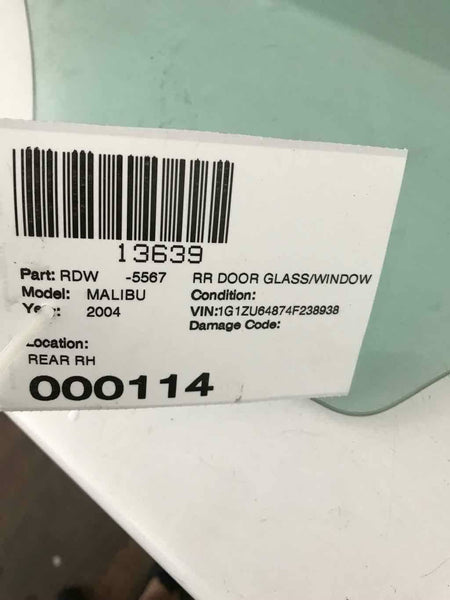 13639
Part: RDW -5567 RR DOOR GLASS/WINDOW
Model: MALIBU Condition:
2004 VIN:1G1ZU64874F238938
Damage Code:
Location:
REAR RH
000114